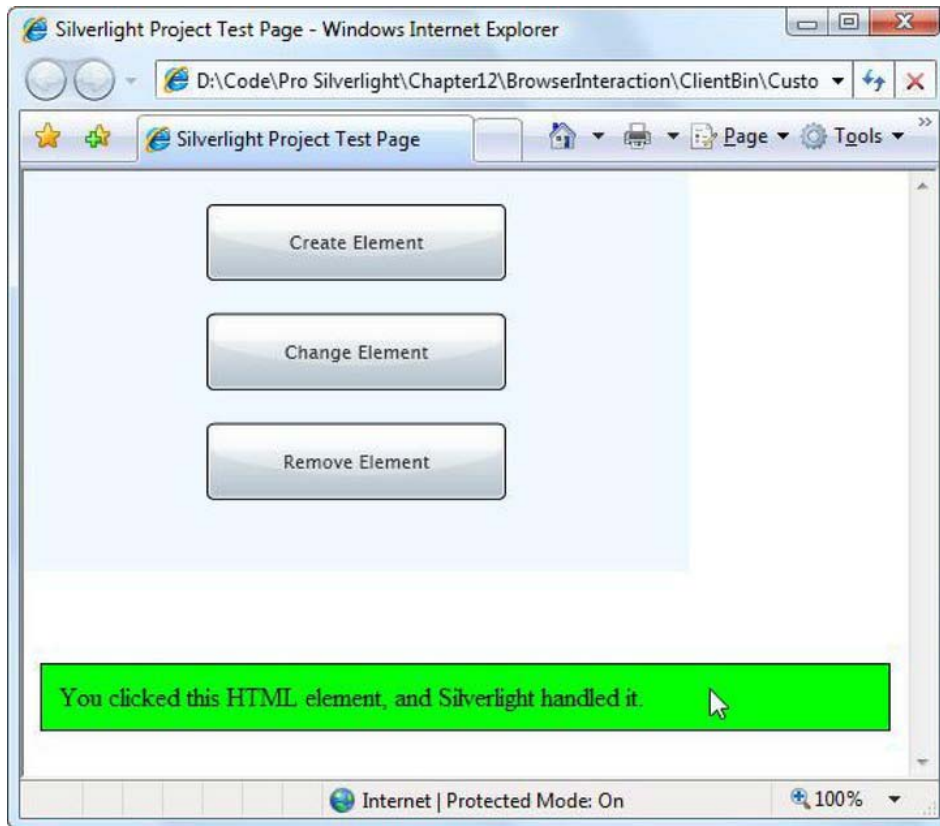 Silverlight Project Test Page - Windows Internet Explorer
D:\Code\Pro Silverlight\Chapter12\BrowserInteraction\ClientBin\Custo
Silverlight Project Test Page
Page
Tools
Create Element
Change Element
Remove Element
You clicked this HTML element, and Silverlight handled it.
Internet | Protected Mode: On
100%